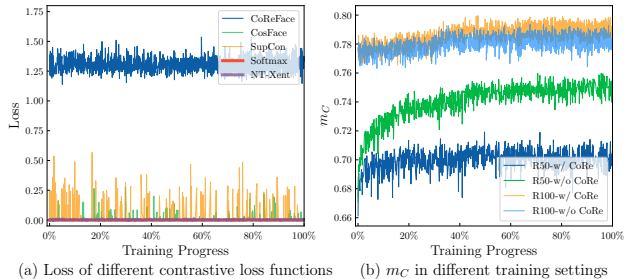 (a)
1.75
1.50
1.25
1.00
0.75
0.50
0.25
0.00
Loss
CoReFace
CosFace
SupCon
Softmax
NT-Xent
0% 20% 40% 60% 80% 100%
Training Progress
(a) Loss of different contrastive loss functions
(b)
0.80
0.78
0.76
0.74
0.72
0.70
0.68
0.66
m_C
R50-w/ CoRe
R50-w/o CoRe
R100-w/ CoRe
R100-w/o CoRe
0% 20% 40% 60% 80% 100%
Training Progress
(b) m_C in different training settings